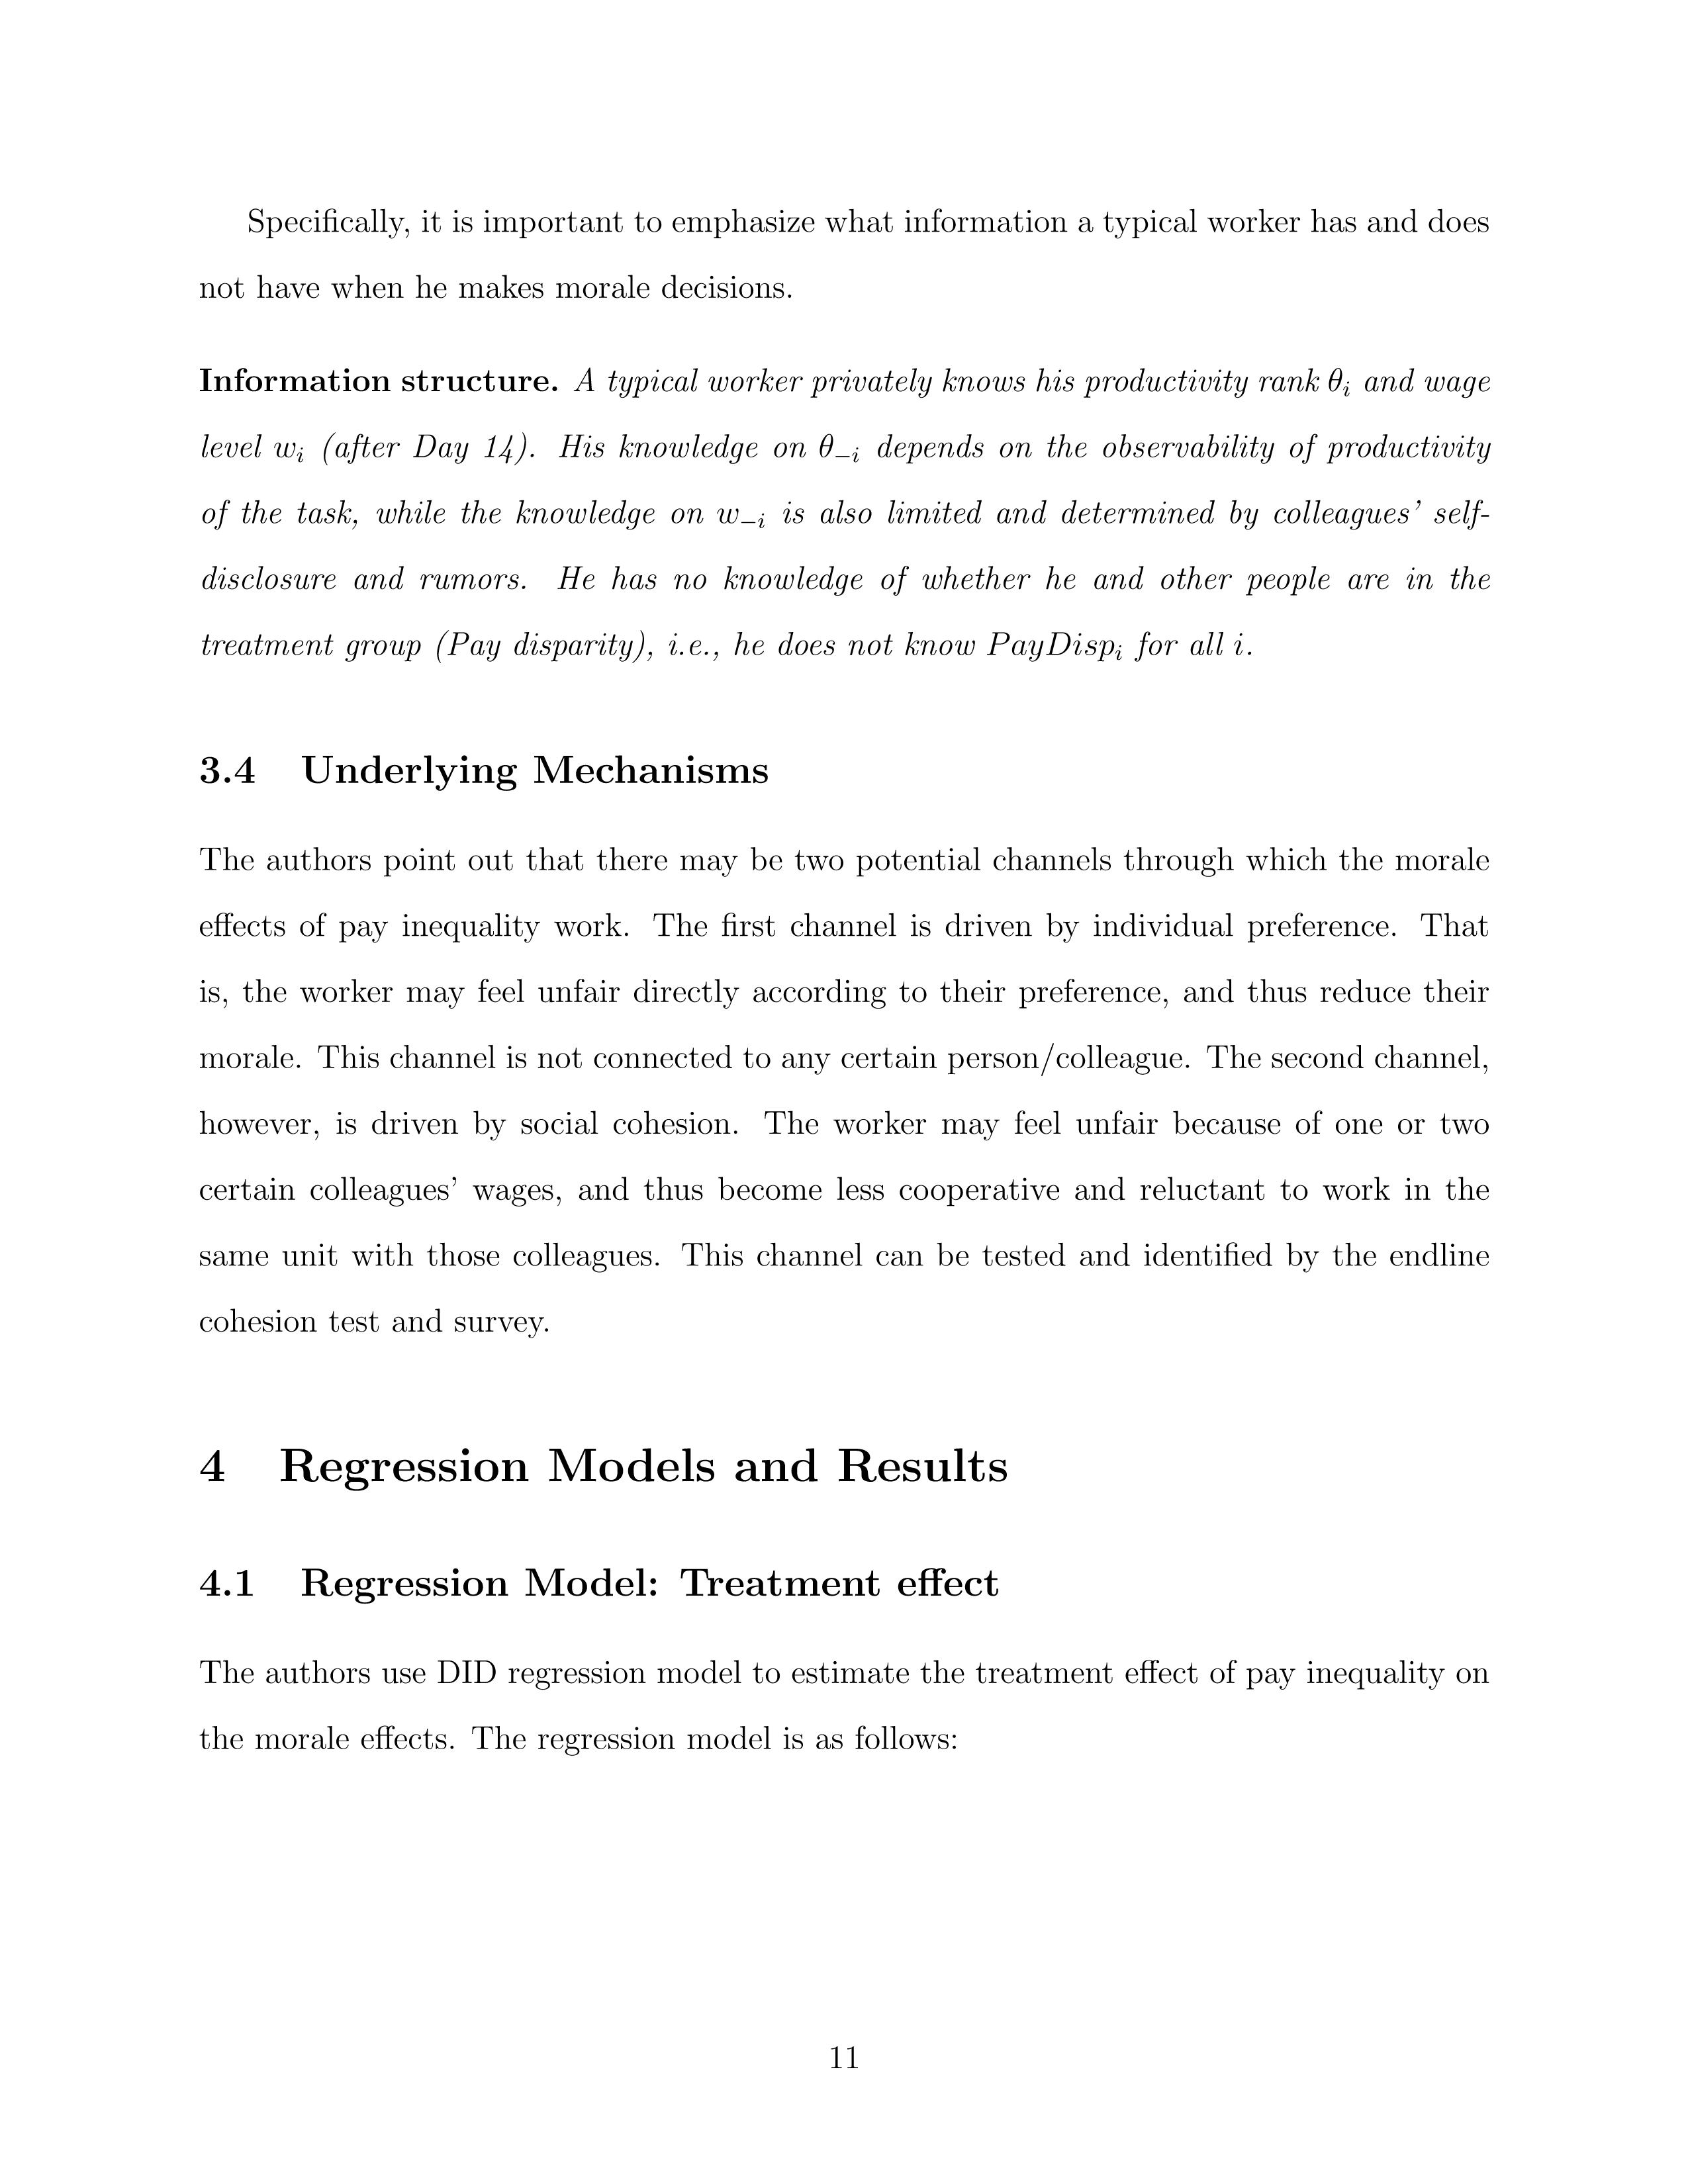 Specifically, it is important to emphasize what information a typical worker has and does
not have when he makes morale decisions.
Information structure. A typical worker privately knows his productivity rank θᵢ and wage
level wᵢ (after Day 14). His knowledge on θ₋ᵢ depends on the observability of productivity
of the task, while the knowledge on w₋ᵢ is also limited and determined by colleagues' self-
disclosure and rumors. He has no knowledge of whether he and other people are in the
treatment group (Pay disparity), i.e., he does not know PayDispᵢ for all i.
3.4 Underlying Mechanisms
The authors point out that there may be two potential channels through which the morale
effects of pay inequality work. The first channel is driven by individual preference. That
is, the worker may feel unfair directly according to their preference, and thus reduce their
morale. This channel is not connected to any certain person/colleague. The second channel,
however, is driven by social cohesion. The worker may feel unfair because of one or two
certain colleagues' wages, and thus become less cooperative and reluctant to work in the
same unit with those colleagues. This channel can be tested and identified by the endline
cohesion test and survey.
4 Regression Models and Results
4.1 Regression Model: Treatment effect
The authors use DID regression model to estimate the treatment effect of pay inequality on
the morale effects. The regression model is as follows:
11